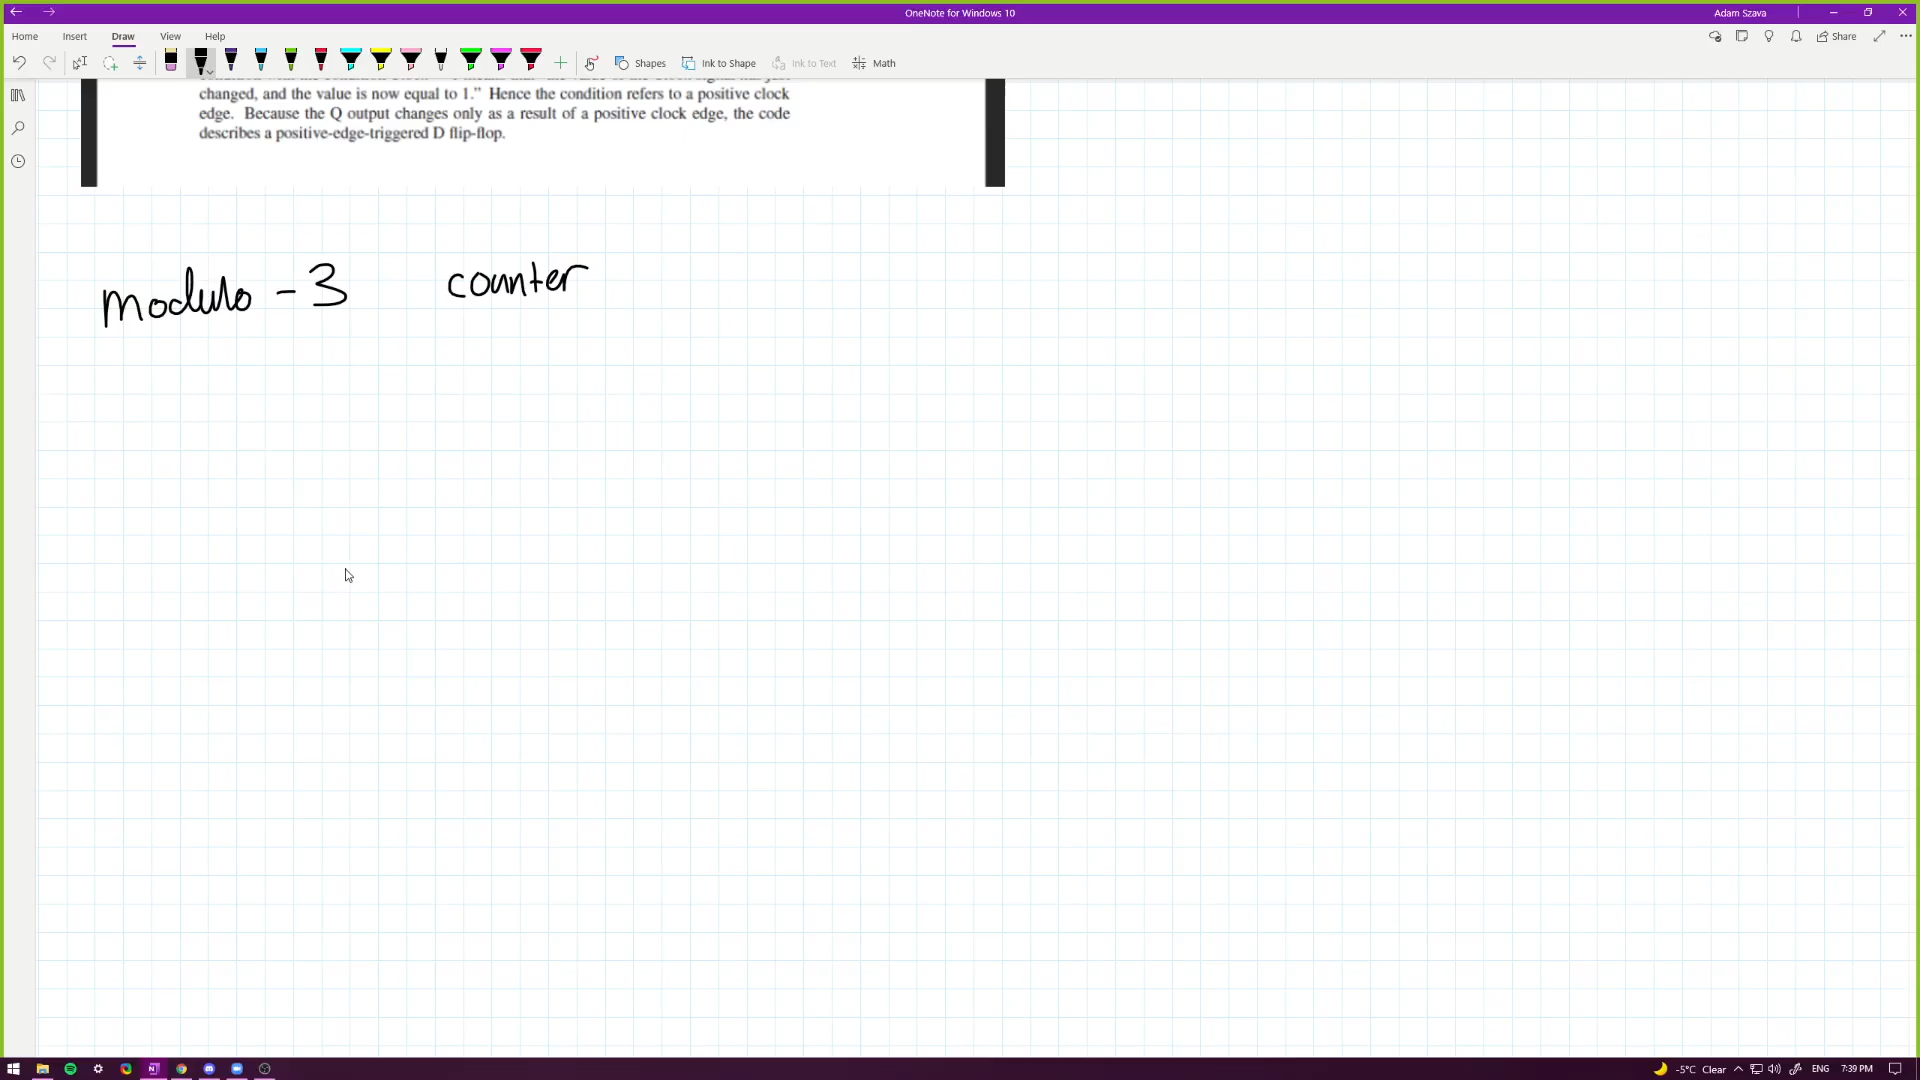 OneNote for Windows 10
Adam Szava
Home Insert Draw View Help
Share
Shapes Ink to Shape Ink to Text Math
changed, and the value is now equal to 1.” Hence the condition refers to a positive clock
edge. Because the Q output changes only as a result of a positive clock edge, the code
describes a positive-edge-triggered D flip-flop.
modulo - 3 counter
-5°C Clear ENG 7:39 PM